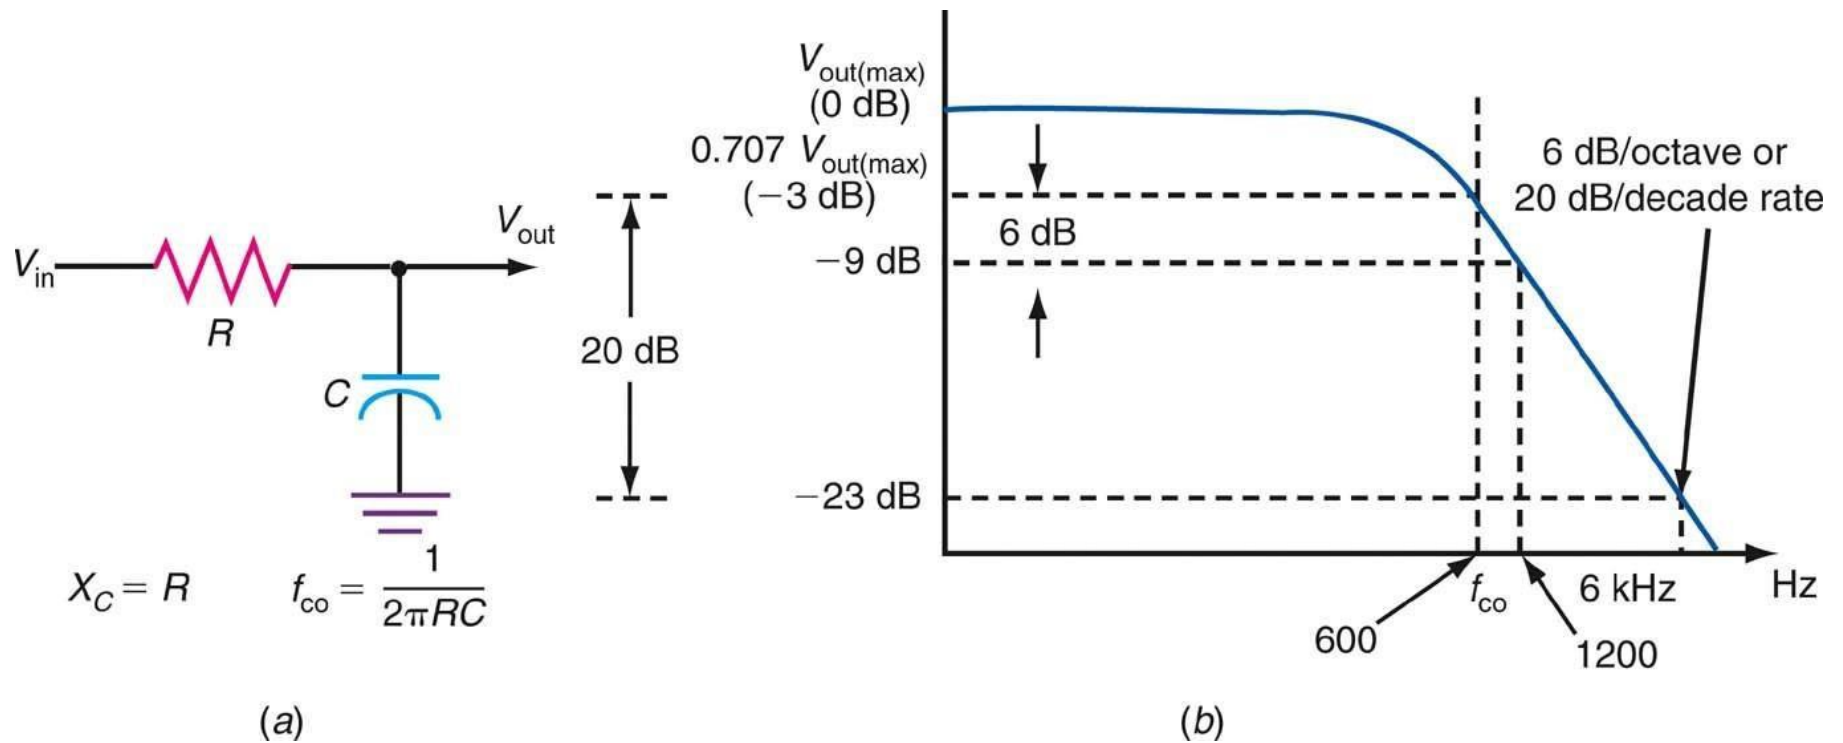 V_in
R
C
V_out
X_C = R
f_co = 1/2πRC
(a)
20 dB
V_out(max)
(0 dB)
0.707 V_out(max)
(−3 dB)
6 dB
−9 dB
−23 dB
6 dB/octave or
20 dB/decade rate
600
f_co
1200
6 kHz
Hz
(b)